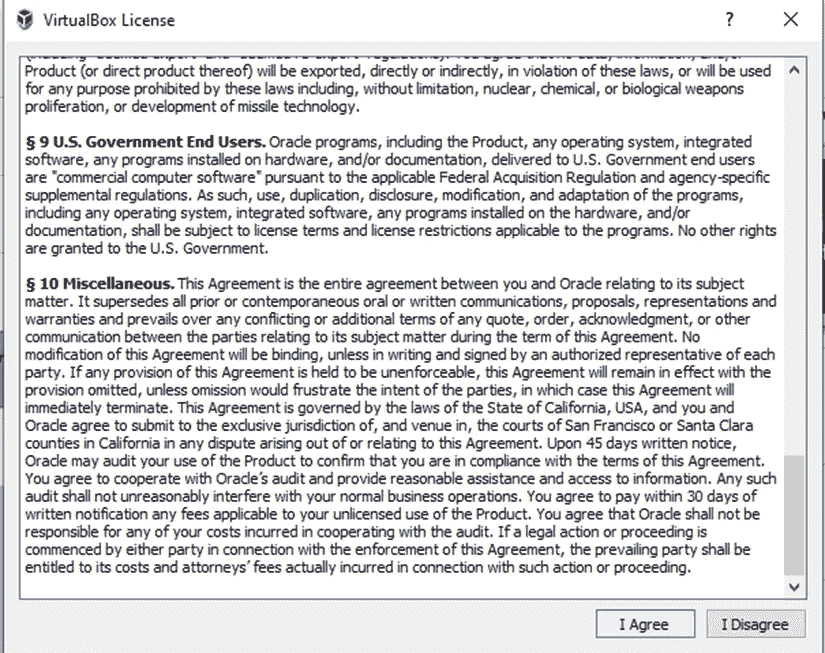 VirtualBox License
?
Product (or direct product thereof) will be exported, directly or indirectly, in violation of these laws, or will be used
for any purpose prohibited by these laws including, without limitation, nuclear, chemical, or biological weapons
proliferation, or development of missile technology.
§ 9 U.S. Government End Users. Oracle programs, including the Product, any operating system, integrated
software, any programs installed on hardware, and/or documentation, delivered to U.S. Government end users
are "commercial computer software" pursuant to the applicable Federal Acquisition Regulation and agency-specific
supplemental regulations. As such, use, duplication, disclosure, modification, and adaptation of the programs,
including any operating system, integrated software, any programs installed on the hardware, and/or
documentation, shall be subject to license terms and license restrictions applicable to the programs. No other rights
are granted to the U.S. Government.
§ 10 Miscellaneous. This Agreement is the entire agreement between you and Oracle relating to its subject
matter. It supersedes all prior or contemporaneous oral or written communications, proposals, representations and
warranties and prevails over any conflicting or additional terms of any quote, order, acknowledgment, or other
communication between the parties relating to its subject matter during the term of this Agreement. No
modification of this Agreement will be binding, unless in writing and signed by an authorized representative of each
party. If any provision of this Agreement is held to be unenforceable, this Agreement will remain in effect with the
provision omitted, unless omission would frustrate the intent of the parties, in which case this Agreement will
immediately terminate. This Agreement is governed by the laws of the State of California, USA, and you and
Oracle agree to submit to the exclusive jurisdiction of, and venue in, the courts of San Francisco or Santa Clara
counties in California in any dispute arising out of or relating to this Agreement. Upon 45 days written notice,
Oracle may audit your use of the Product to confirm that you are in compliance with the terms of this Agreement.
You agree to cooperate with Oracle's audit and provide reasonable assistance and access to information. Any such
audit shall not unreasonably interfere with your normal business operations. You agree to pay within 30 days of
written notification any fees applicable to your unlicensed use of the Product. You agree that Oracle shall not be
responsible for any of your costs incurred in cooperating with the audit. If a legal action or proceeding is
commenced by either party in connection with the enforcement of this Agreement, the prevailing party shall be
entitled to its costs and attorneys' fees actually incurred in connection with such action or proceeding.
I Agree
I Disagree